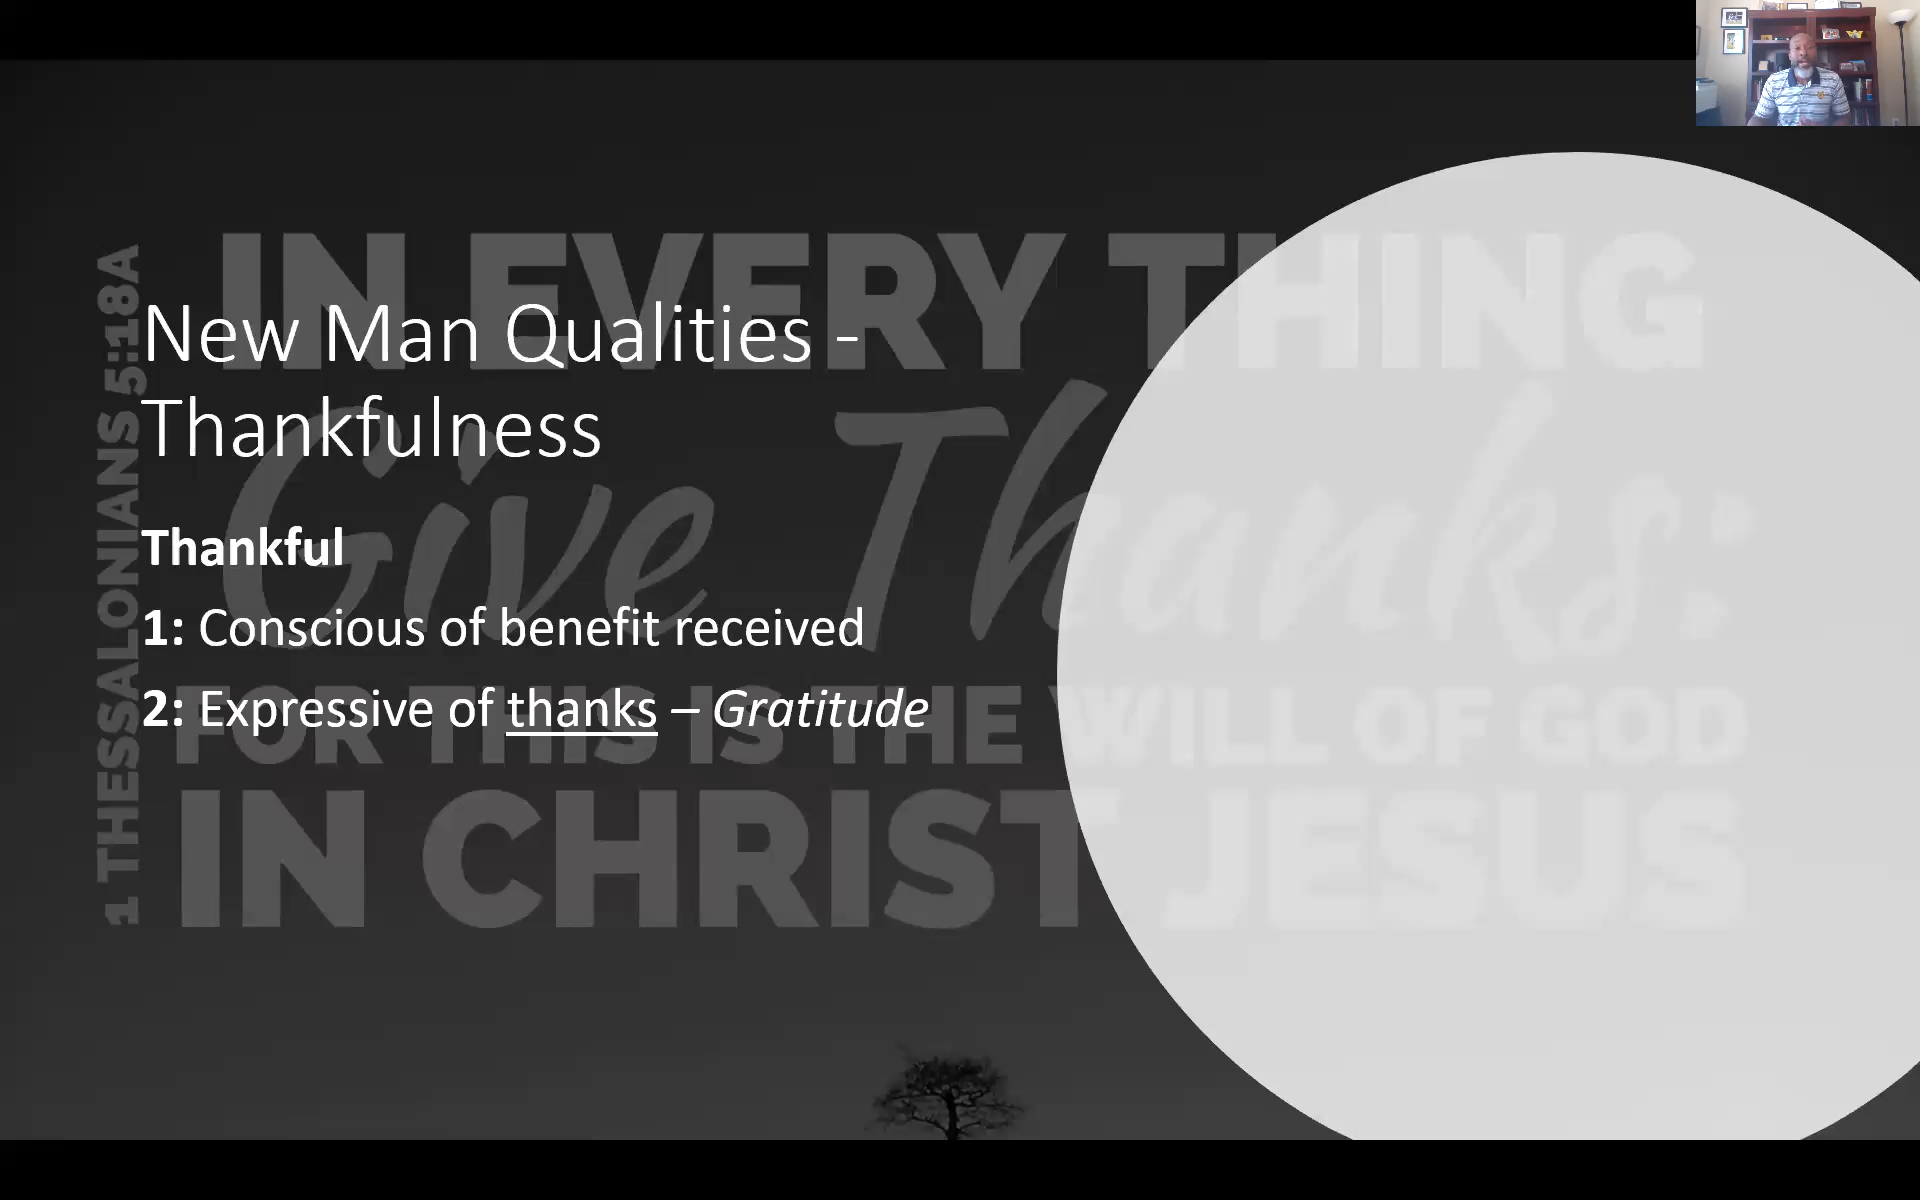 New Man Qualities -
Thankfulness
Thankful
1: Conscious of benefit received
2: Expressive of thanks – Gratitude
1 THESSALONIANS 5:18A
IN EVERY THING
Give Thanks:
FOR THIS IS THE WILL OF GOD
IN CHRIST JESUS